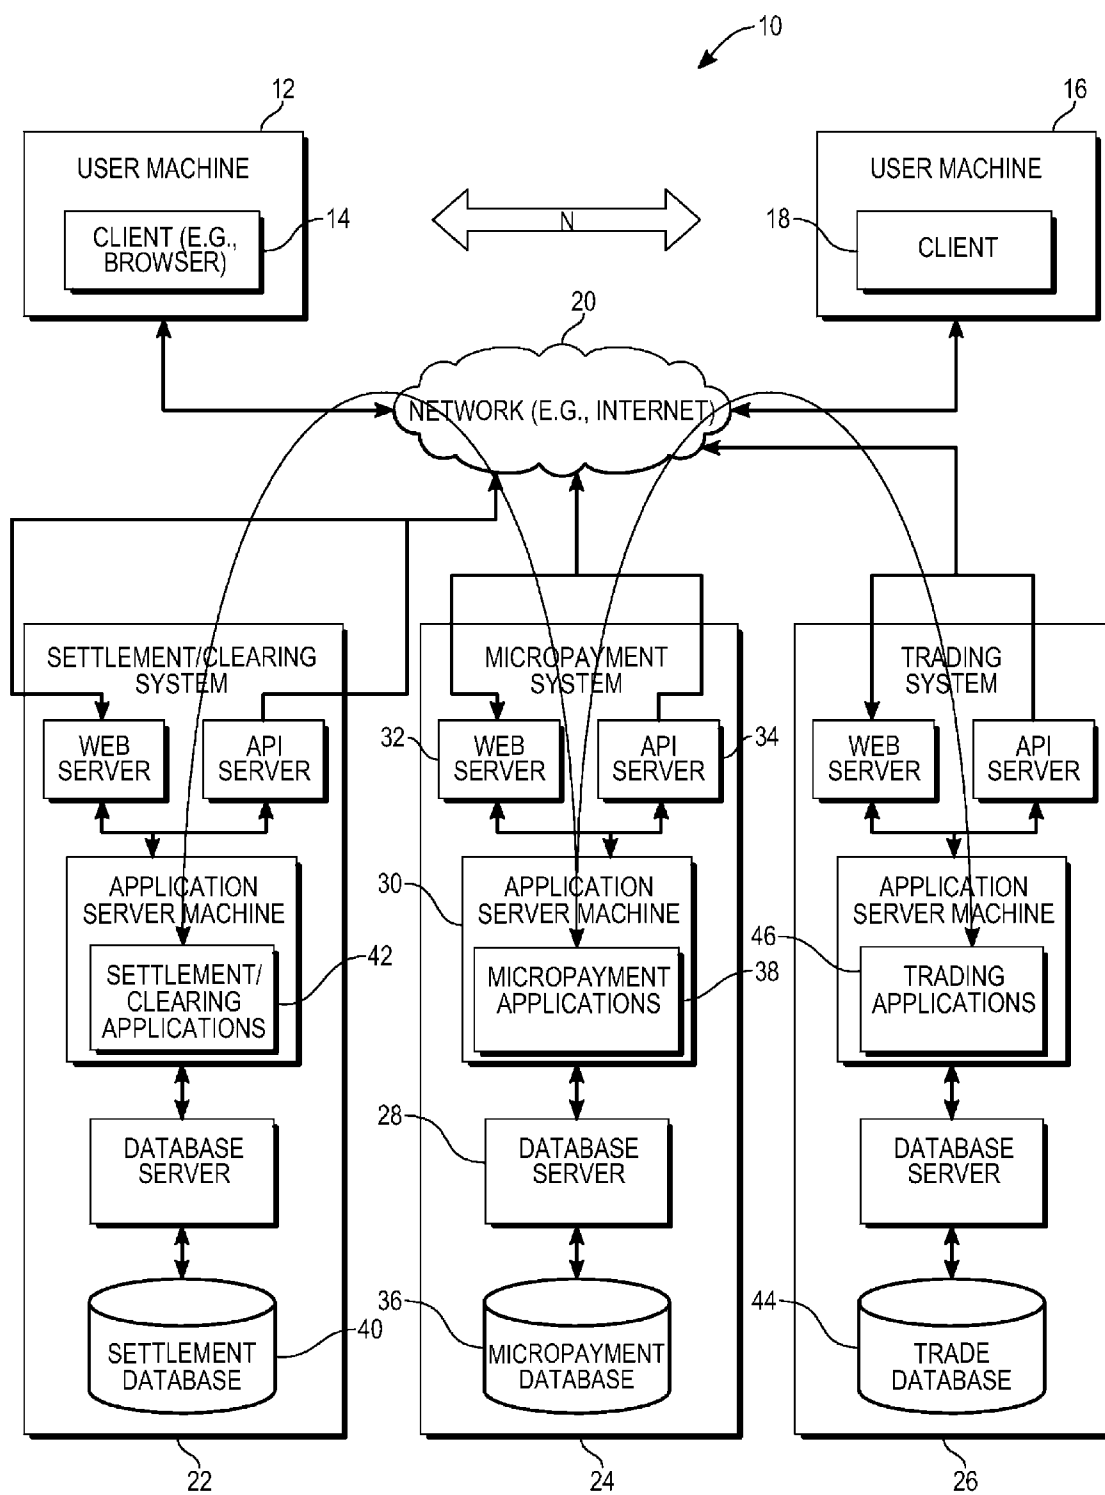 10
12
USER MACHINE
CLIENT (E.G.,
BROWSER)
14
N
16
USER MACHINE
18
CLIENT
20
NETWORK (E.G., INTERNET)
SETTLEMENT/CLEARING
SYSTEM
WEB
SERVER
API
SERVER
APPLICATION
SERVER MACHINE
42
SETTLEMENT/
CLEARING
APPLICATIONS
DATABASE
SERVER
SETTLEMENT
DATABASE
40
22
MICROPAYMENT
SYSTEM
32
WEB
SERVER
API
SERVER
34
30
APPLICATION
SERVER MACHINE
MICROPAYMENT
APPLICATIONS
38
28
DATABASE
SERVER
36
MICROPAYMENT
DATABASE
24
TRADING
SYSTEM
WEB
SERVER
API
SERVER
APPLICATION
SERVER MACHINE
46
TRADING
APPLICATIONS
DATABASE
SERVER
44
TRADE
DATABASE
26